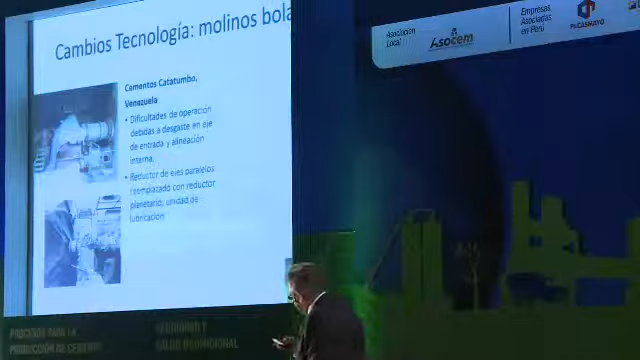 Cambios Tecnología: molinos bola
Cementos Catatumbo,
Venezuela
• Dificultades de operación
debidas a desgaste en eje
de entrada y alineación
interna.
• Reductor de ejes paralelos
reemplazado con reductor
planetario, unidad de
lubricación
Asociación
Local
Asocem
Empresas
Asociadas
en Perú
PACASMAYO
PROCESOS PARA LA
PRODUCCIÓN DE CEMENTO
SEGURIDAD Y
SALUD OCUPACIONAL